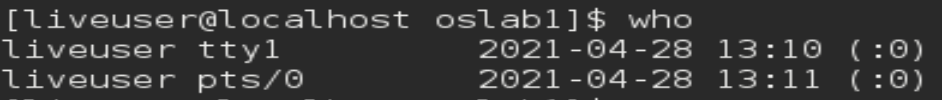 [liveuser@localhost oslab1]$ who
liveuser tty1         2021-04-28 13:10 (:0)
liveuser pts/0        2021-04-28 13:11 (:0)